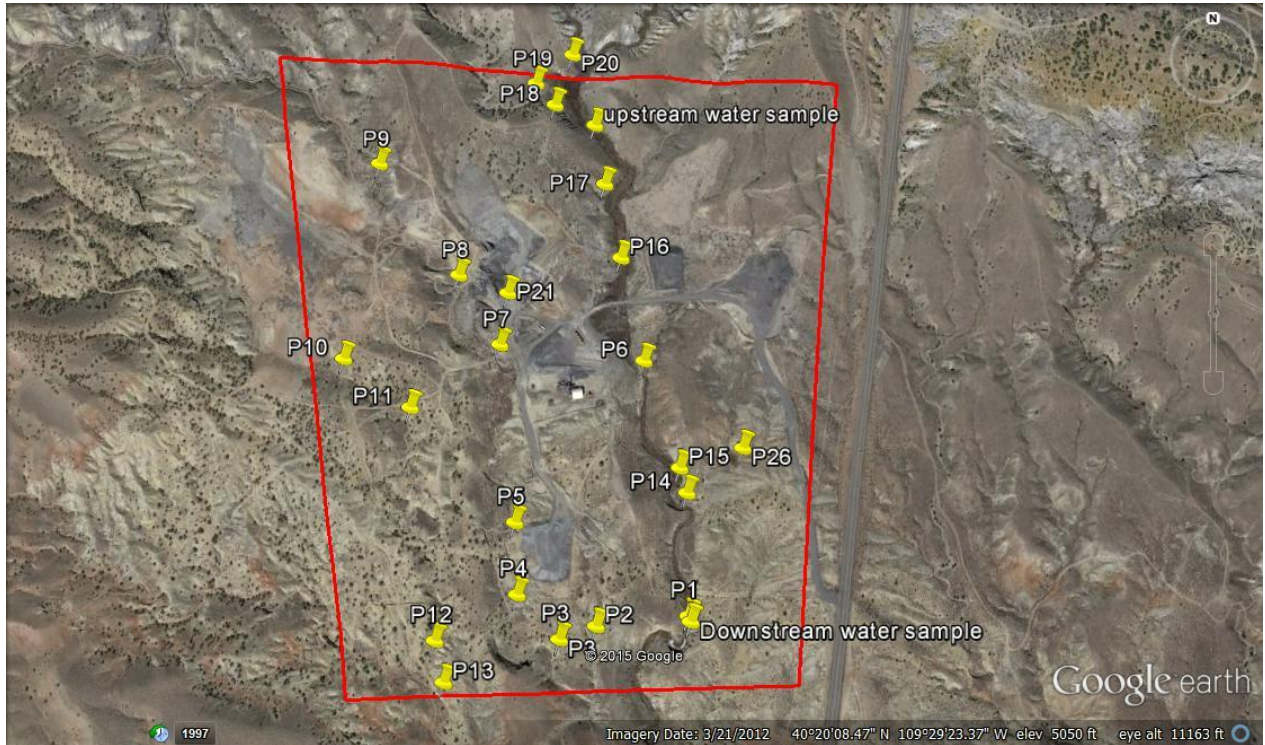 N
P19
P20
P18
upstream water sample
P9
P17
P16
P8
P21
P7
P10
P6
P11
P15
P26
P14
P5
P4
P1
P12
P3
P2
Downstream water sample
P3
© 2015 Google
P13
Google earth
1997
Imagery Date: 3/21/2012 40°20'08.47" N 109°29'23.37" W elev 5050 ft eye alt 11163 ft